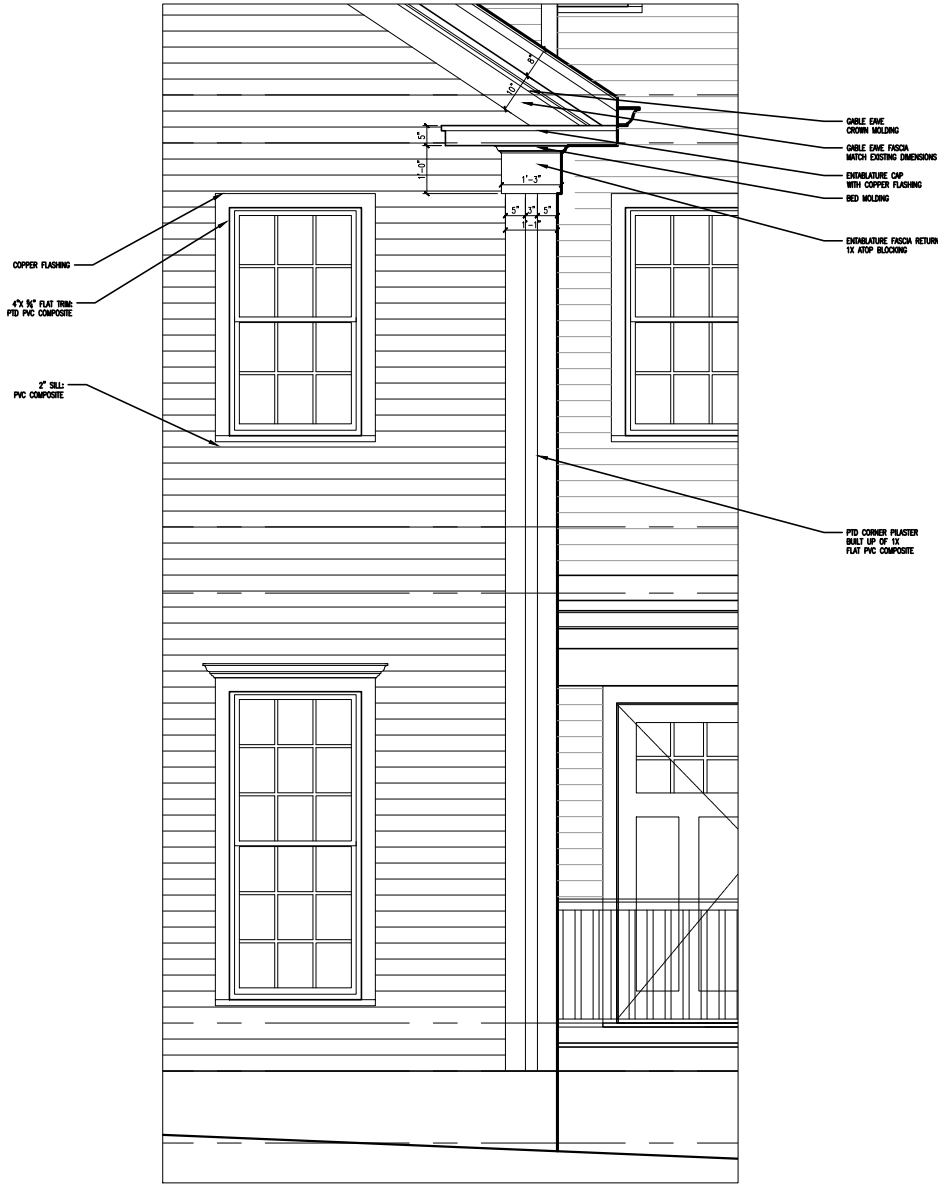 8"
10"
5"
1'-0"
1'-3"
5" 3" 5"
1'-1"
GABLE EAVE
CROWN MOLDING
GABLE EAVE FASCIA
MATCH EXISTING DIMENSIONS
ENTABLATURE CAP
WITH COPPER FLASHING
BED MOLDING
ENTABLATURE FASCIA RETURN
1X ATOP BLOCKING
COPPER FLASHING
4"X FLAT TRIM:
PTD PVC COMPOSITE
2" SILL:
PVC COMPOSITE
PTD CORNER PILASTER
BUILT UP OF 1X
FLAT PVC COMPOSITE